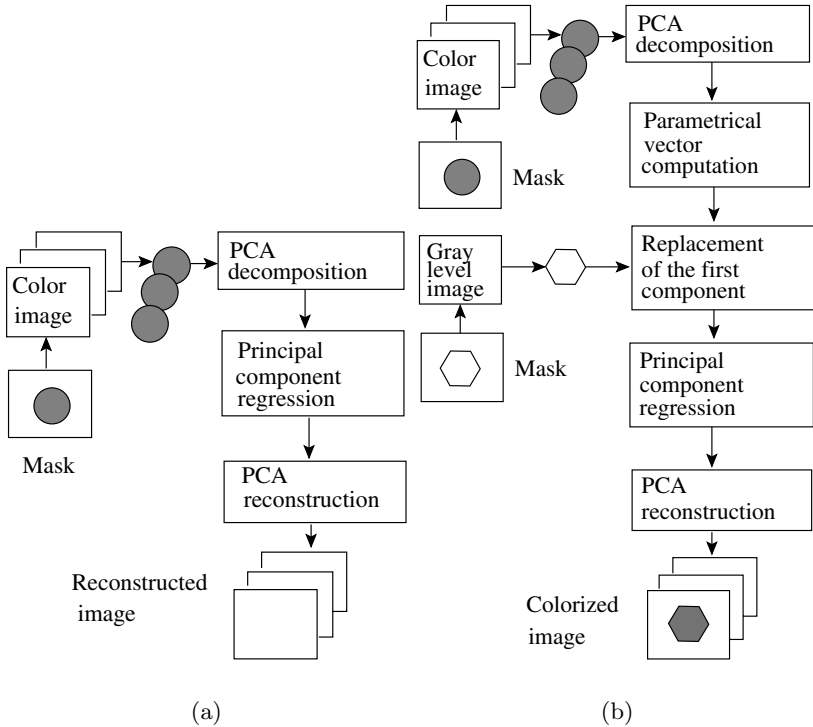 Color
image
Mask
PCA
decomposition
Principal
component
regression
PCA
reconstruction
Reconstructed
image
(a)
Color
image
Mask
PCA
decomposition
Parametrical
vector
computation
Gray
level
image
Mask
Replacement
of the first
component
Principal
component
regression
PCA
reconstruction
Colorized
image
(b)